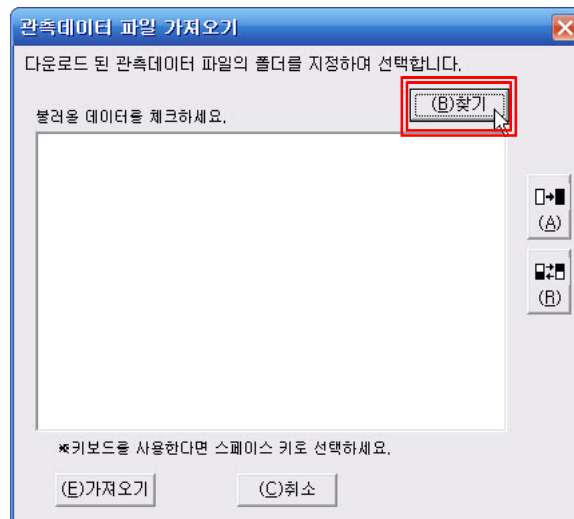 관측데이터 파일 가져오기
다운로드 된 관측데이터 파일의 폴더를 지정하며 선택합니다.
(B)찾기
불러올 데이터를 체크하세요.
(A)
(R)
※키보드를 사용한다면 스페이스 키로 선택하세요.
(E)가져오기
(C)취소